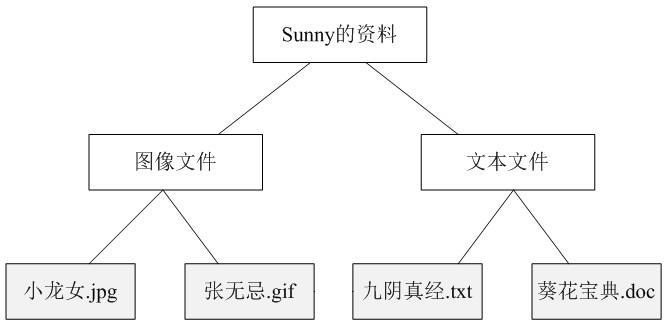 Sunny的资料
图像文件
文本文件
小龙女.jpg
张无忌.gif
九阴真经.txt
葵花宝典.doc